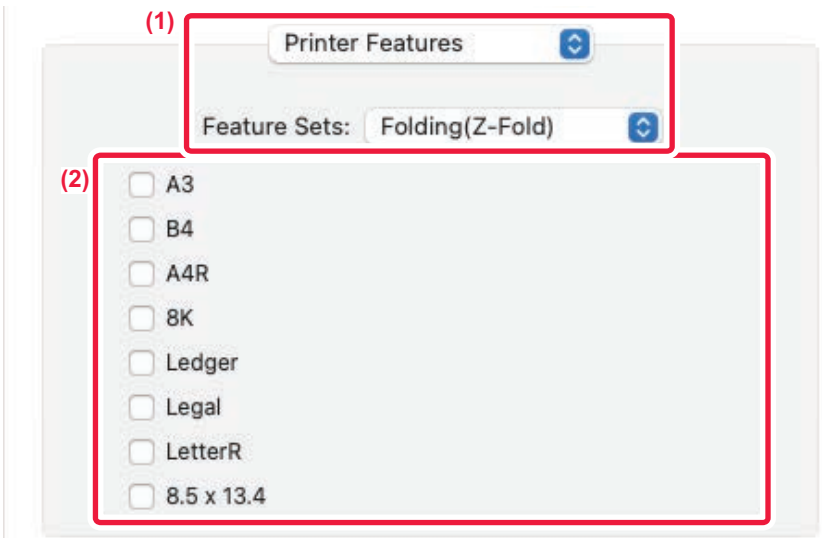 (1)
Printer Features
Feature Sets: Folding(Z-Fold)
(2)
A3
B4
A4R
8K
Ledger
Legal
LetterR
8.5 x 13.4